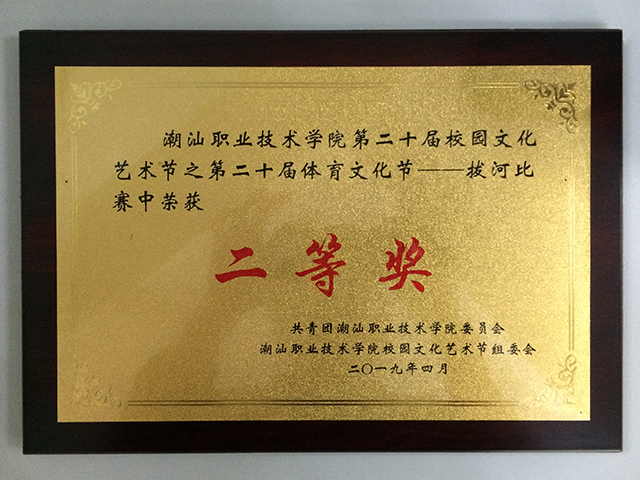 潮汕职业技术学院第二十届校园文化
艺术节之第二十届体育文化节——拔河比
赛中荣获
二等奖
共青团潮汕职业技术学院委员会
潮汕职业技术学院校园文化艺术节组委会
二〇一九年四月